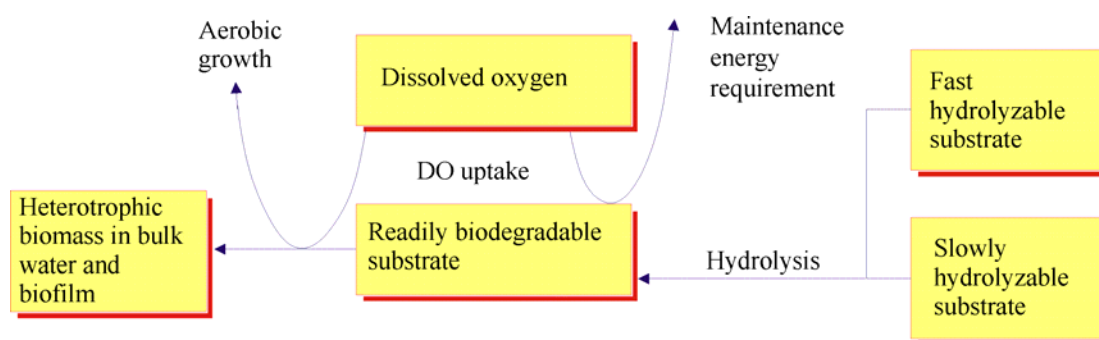 Aerobic
growth
Dissolved oxygen
Maintenance
energy
requirement
Fast
hydrolyzable
substrate
DO uptake
Heterotrophic
biomass in bulk
water and
biofilm
Readily biodegradable
substrate
Hydrolysis
Slowly
hydrolyzable
substrate